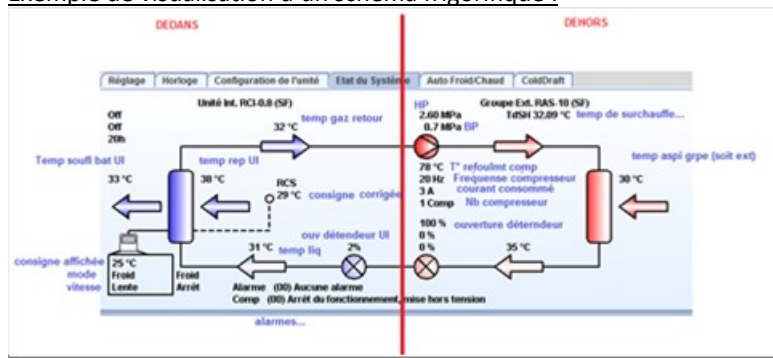 Exemple de visualisation d'un schéma frigorifique :
DEDANS
DEHORS
Réglage
Horloge
Configuration de l'unité
Etat du Système
Auto Froid/Chaud
ColdDraft
Off
Off
20h
Unité Int. RCI-0.8 (SF)
32 °C
temp gaz retour
HP
2.60 MPa
0.7 MPa BP
Groupe Ext. RAS-10 (SF)
TdSH 32.09 °C temp de surchauffe...
Temp soufl bat UI
33 °C
temp rep UI
38 °C
RCS
29 °C
consigne corrigée
78 °C T° refoulmt comp
20 Hz Fréquense compresseur
3 A courant consommé
1 Comp Nb compresseur
temp aspi grpe (soit ext)
30 °C
ouv détendeur UI
2%
100 % ouverture déterndeur
0 %
0 %
31 °C
temp liq
35 °C
consigne affichée
25 °C
mode
Froid
Froid
vitesse
Lente
Arrêt
Alarme (00) Aucune alarme
Comp (00) Arrêt du fonctionnement, mise hors tension
alarmes...